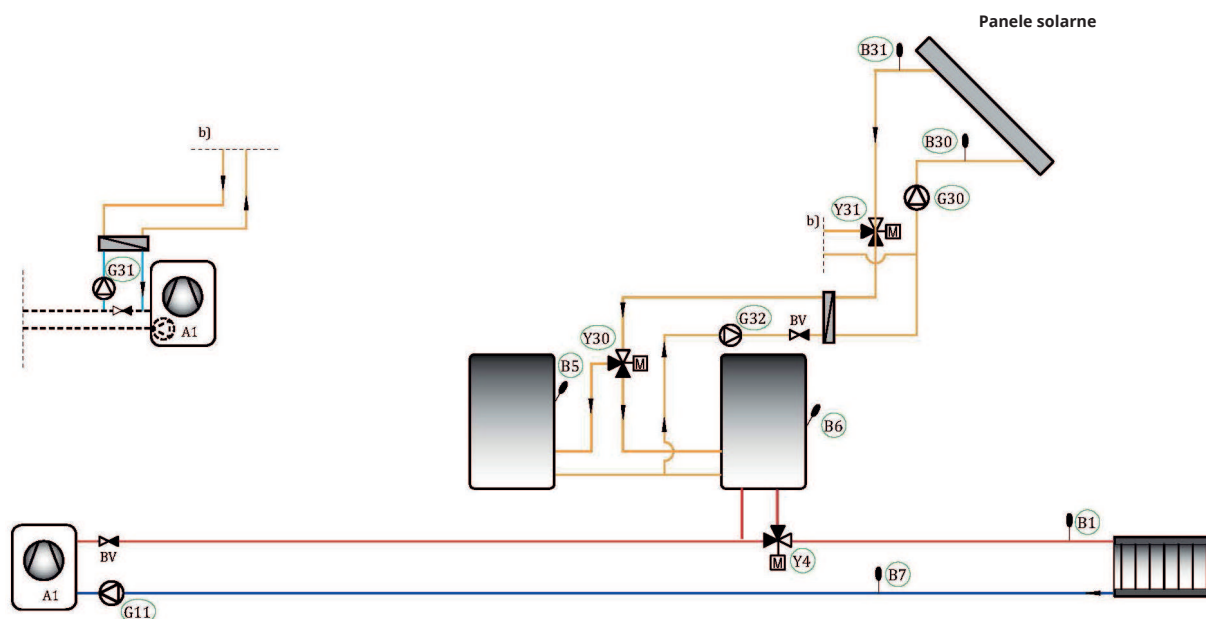 Panele solarne
B31
b)
B30
G30
Y31
b)
M
G31
A1
G32
BV
Y30
M
B5
B6
B1
BV
M
Y4
B7
A1
G11